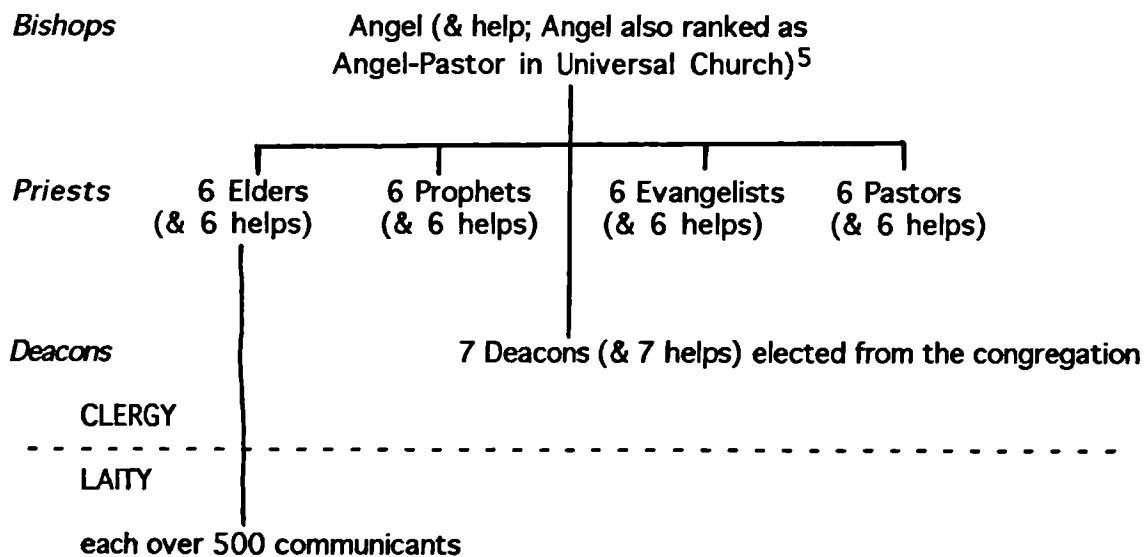 Bishops Angel (& help; Angel also ranked as
Angel-Pastor in Universal Church)5
Priests 6 Elders 6 Prophets 6 Evangelists 6 Pastors
(& 6 helps) (& 6 helps) (& 6 helps) (& 6 helps)
Deacons 7 Deacons (& 7 helps) elected from the congregation
CLERGY
LAITY
each over 500 communicants